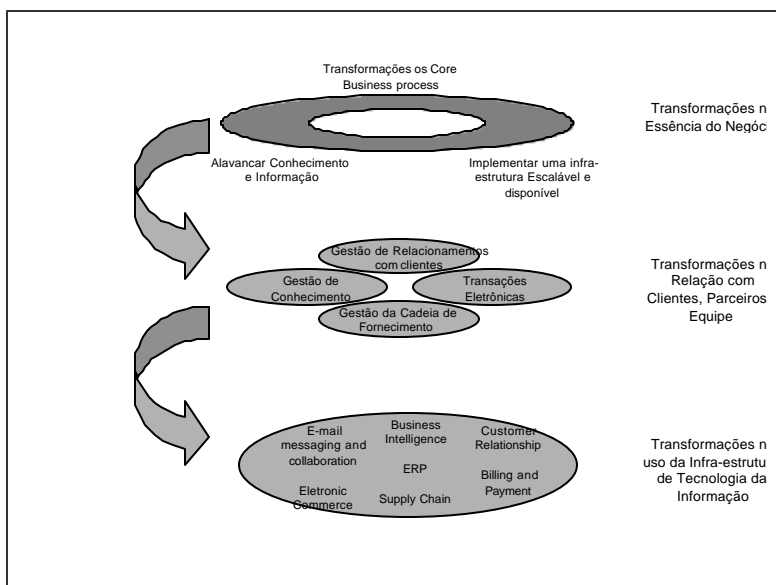 Transformações os Core
Business process
Transformações n
Essência do Negóci
Alavancar Conhecimento
e Informação
Implementar uma infra-
estrutura Escalável e
disponível
Gestão de Relacionamentos
com clientes
Gestão de
Conhecimento
Transações
Eletrônicas
Gestão da Cadeia de
Fornecimento
Transformações n
Relação com
Clientes, Parceiros
Equipe
E-mail
messaging and
collaboration
Business
Intelligence
Customer
Relationship
ERP
Billing and
Payment
Eletronic
Commerce
Supply Chain
Transformações n
uso da Infra-estrutu
de Tecnologia da
Informação